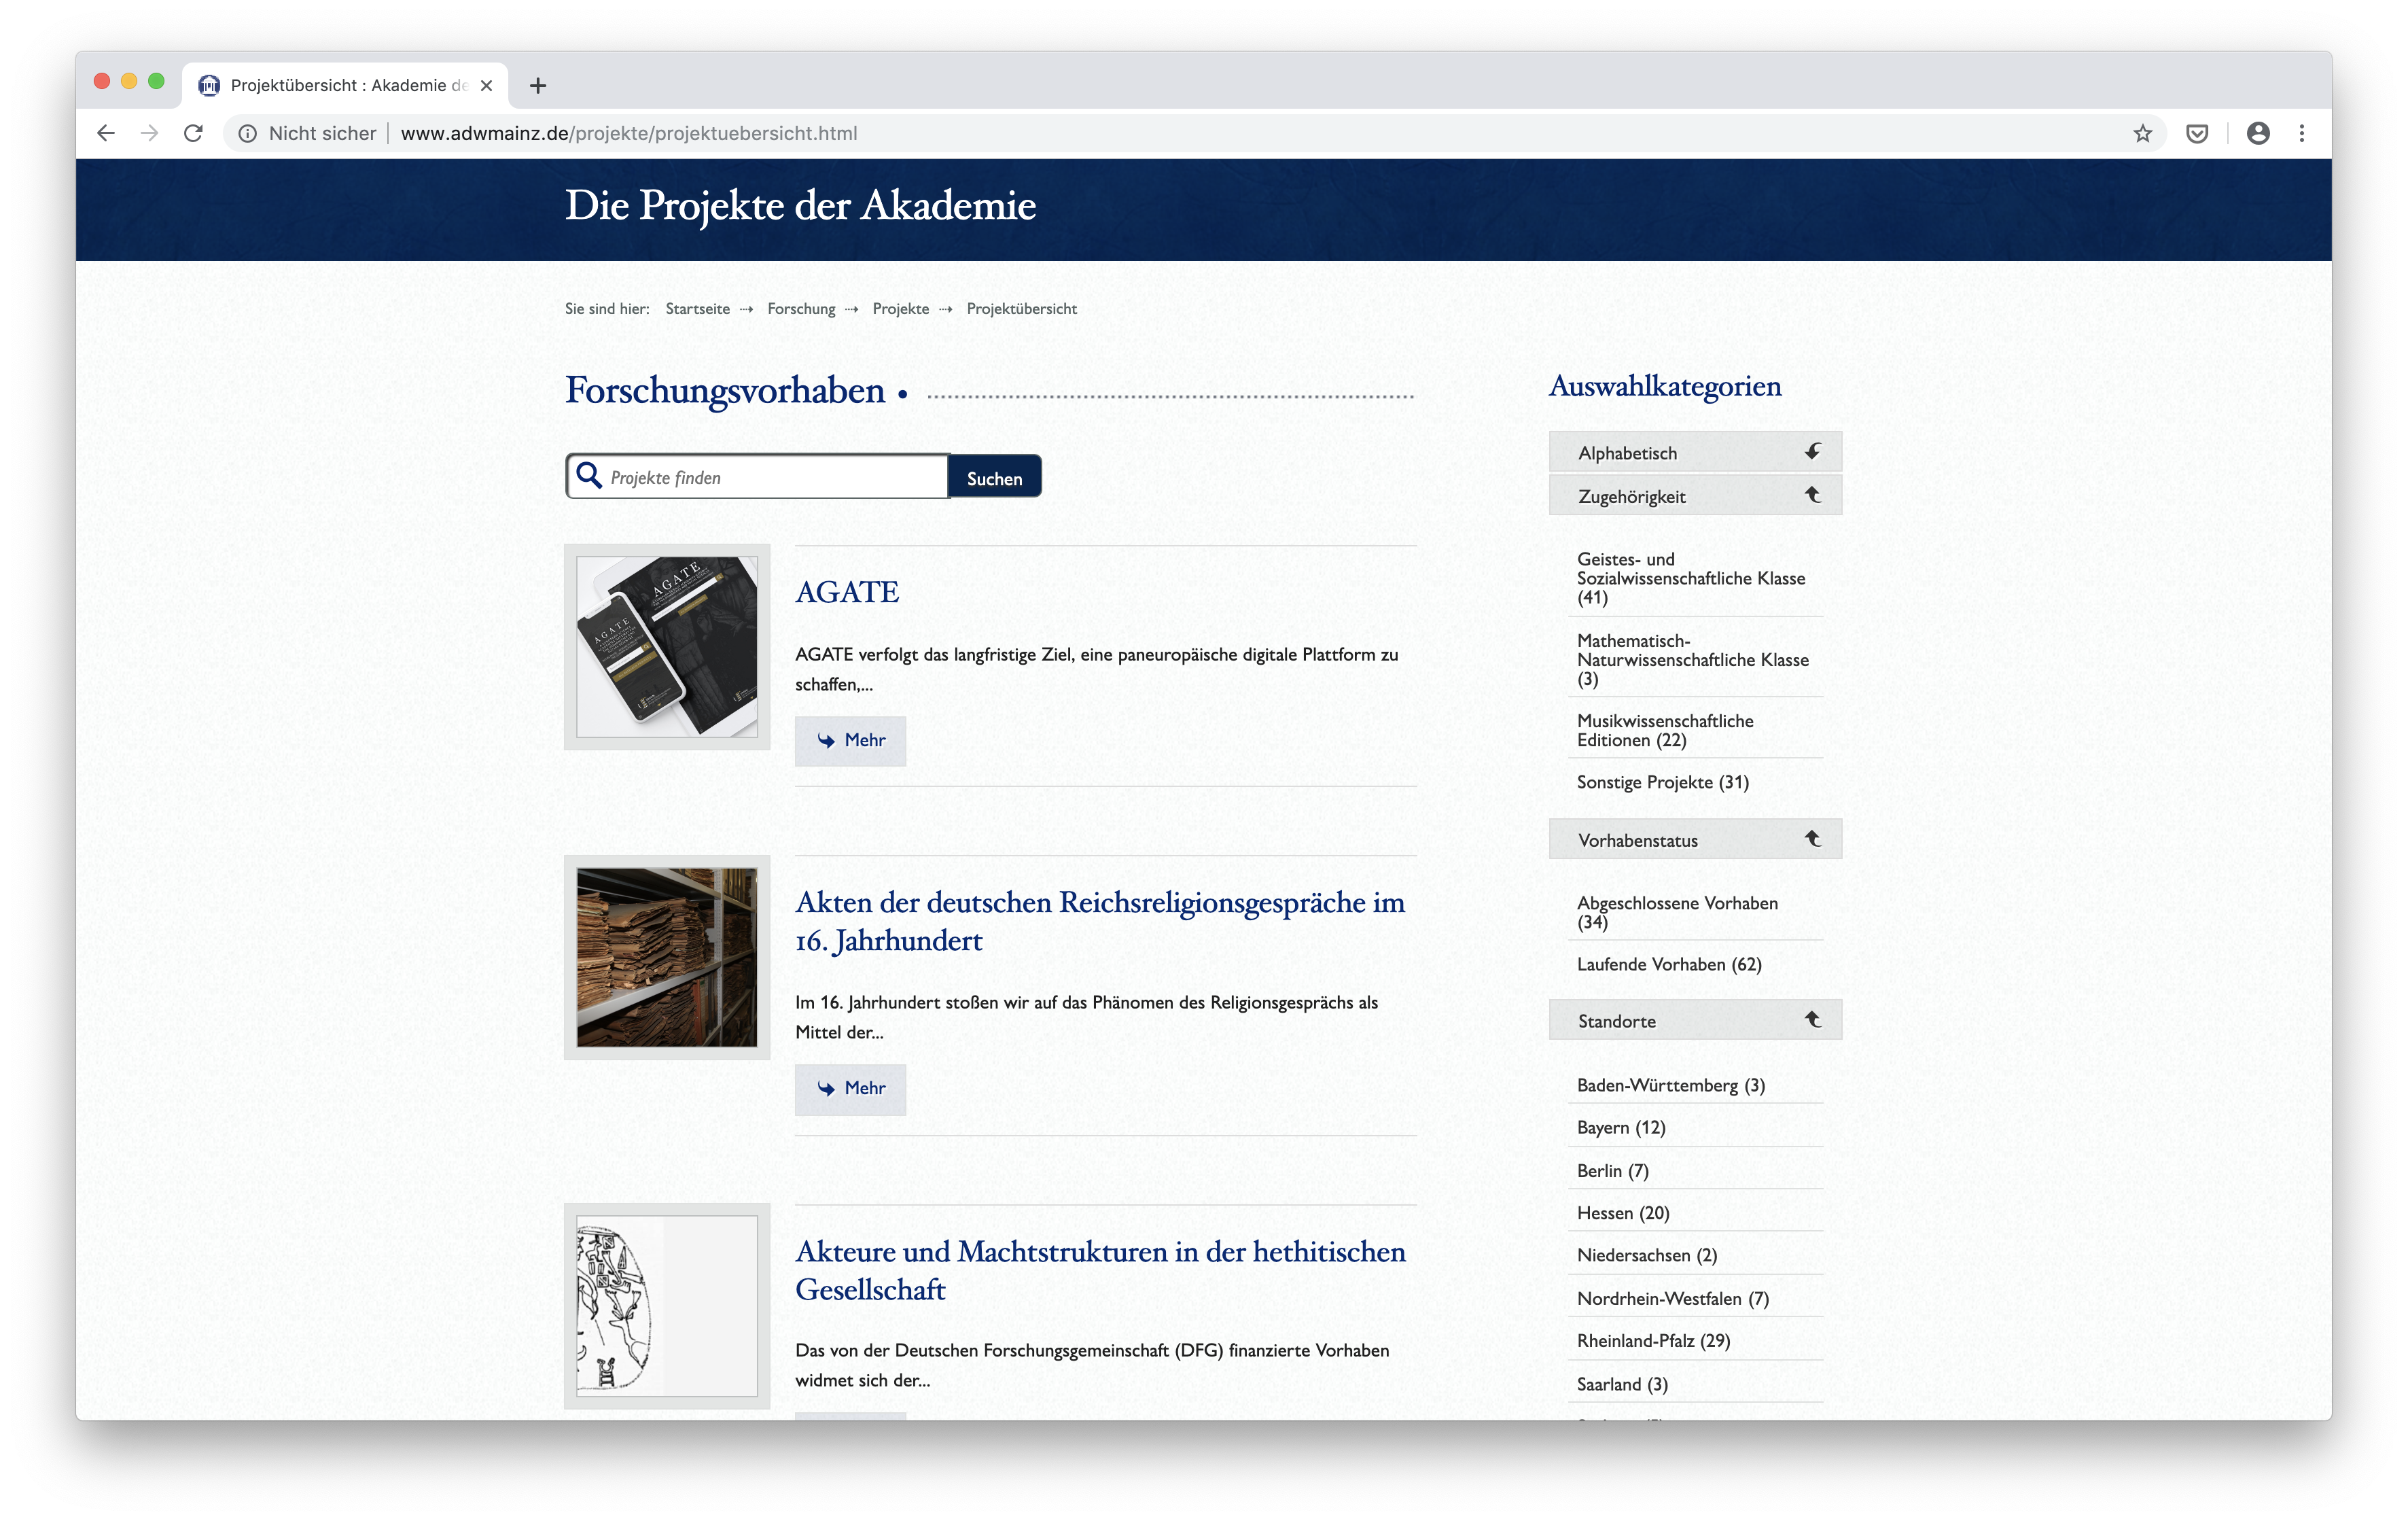 Projektübersicht : Akademie de
Nicht sicher | www.adwmainz.de/projekte/projektuebersicht.html
Die Projekte der Akademie
Sie sind hier: Startseite ⇢ Forschung ⇢ Projekte ⇢ Projektübersicht
Forschungsvorhaben •
Projekte finden
Suchen
AGATE
AGATE
AGATE
AGATE verfolgt das langfristige Ziel, eine paneuropäische digitale Plattform zu
schaffen,...
Mehr
Akten der deutschen Reichsreligionsgespräche im
16. Jahrhundert
Im 16. Jahrhundert stoßen wir auf das Phänomen des Religionsgesprächs als
Mittel der...
Mehr
Akteure und Machtstrukturen in der hethitischen
Gesellschaft
Das von der Deutschen Forschungsgemeinschaft (DFG) finanzierte Vorhaben
widmet sich der...
Auswahlkategorien
Alphabetisch
Zugehörigkeit
Geistes- und
Sozialwissenschaftliche Klasse
(41)
Mathematisch-
Naturwissenschaftliche Klasse
(3)
Musikwissenschaftliche
Editionen (22)
Sonstige Projekte (31)
Vorhabenstatus
Abgeschlossene Vorhaben
(34)
Laufende Vorhaben (62)
Standorte
Baden-Württemberg (3)
Bayern (12)
Berlin (7)
Hessen (20)
Niedersachsen (2)
Nordrhein-Westfalen (7)
Rheinland-Pfalz (29)
Saarland (3)